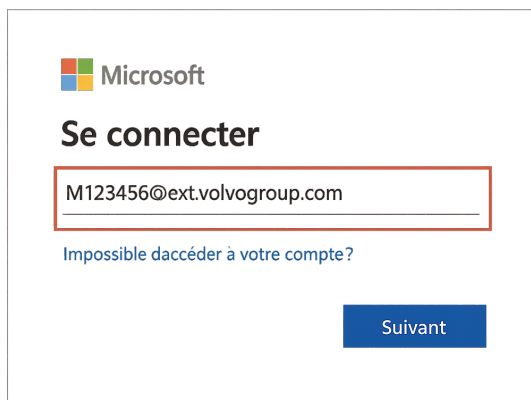 Microsoft
Se connecter
M123456@ext.volvogroup.com
Impossible daccéder à votre compte?
Suivant